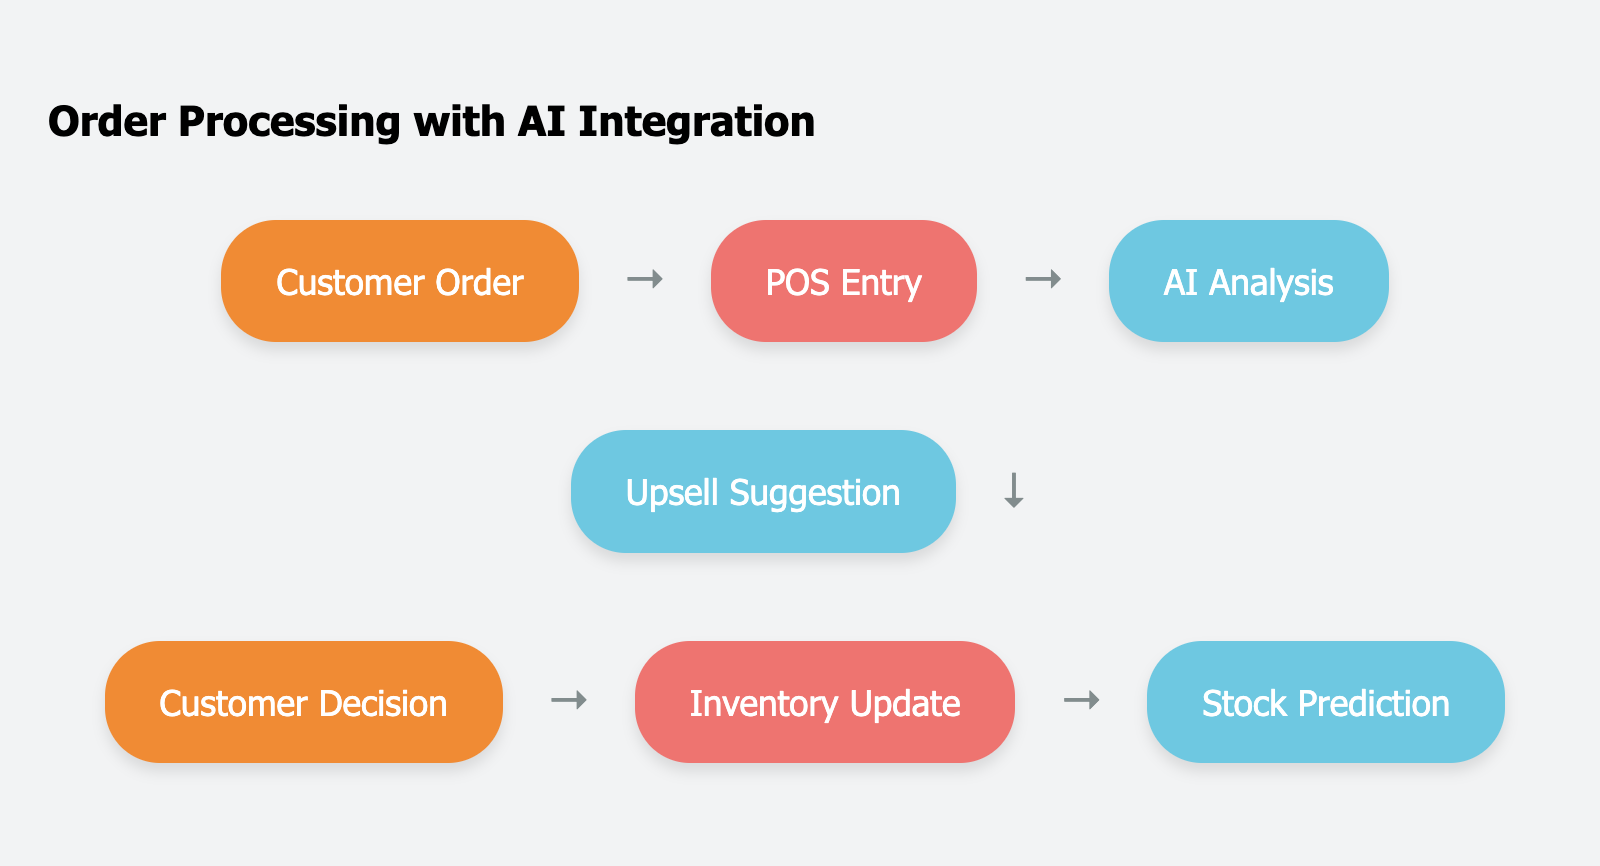 Order Processing with AI Integration
Customer Order → POS Entry → AI Analysis
Upsell Suggestion ↓
Customer Decision → Inventory Update → Stock Prediction